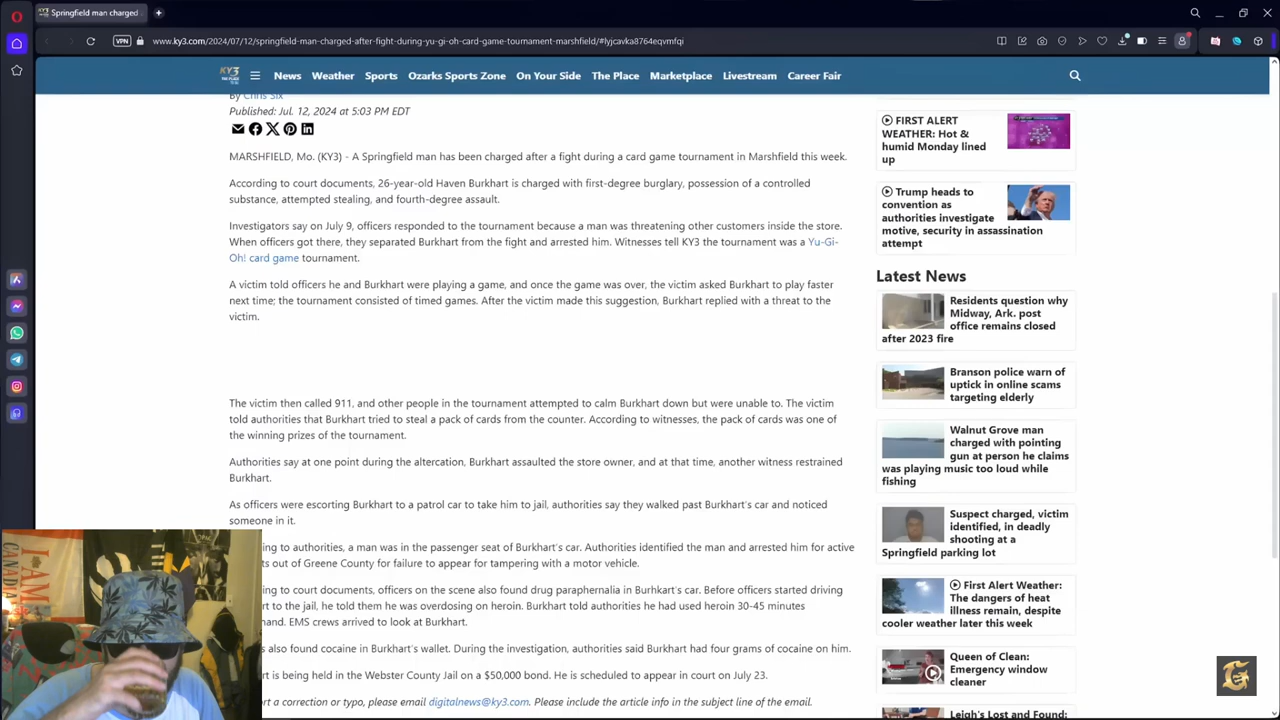 Springfield man charged
VPN
www.ky3.com/2024/07/12/springfield-man-charged-after-fight-during-yu-gi-oh-card-game-tournament-marshfield/#lyjcavka8764eqvmfqi
KY3
News
Weather
Sports
Ozarks Sports Zone
On Your Side
The Place
Marketplace
Livestream
Career Fair
By Chris Six
Published: Jul. 12, 2024 at 5:03 PM EDT
MARSHFIELD, Mo. (KY3) - A Springfield man has been charged after a fight during a card game tournament in Marshfield this week.
According to court documents, 26-year-old Haven Burkhart is charged with first-degree burglary, possession of a controlled
substance, attempted stealing, and fourth-degree assault.
Investigators say on July 9, officers responded to the tournament because a man was threatening other customers inside the store.
When officers got there, they separated Burkhart from the fight and arrested him. Witnesses tell KY3 the tournament was a Yu-Gi-
Oh! card game tournament.
A victim told officers he and Burkhart were playing a game, and once the game was over, the victim asked Burkhart to play faster
next time; the tournament consisted of timed games. After the victim made this suggestion, Burkhart replied with a threat to the
victim.
The victim then called 911, and other people in the tournament attempted to calm Burkhart down but were unable to. The victim
told authorities that Burkhart tried to steal a pack of cards from the counter. According to witnesses, the pack of cards was one of
the winning prizes of the tournament.
Authorities say at one point during the altercation, Burkhart assaulted the store owner, and at that time, another witness restrained
Burkhart.
As officers were escorting Burkhart to a patrol car to take him to jail, authorities say they walked past Burkhart's car and noticed
someone in it.
ing to authorities, a man was in the passenger seat of Burkhart's car. Authorities identified the man and arrested him for active
ts out of Greene County for failure to appear for tampering with a motor vehicle.
ing to court documents, officers on the scene also found drug paraphernalia in Burhkart's car. Before officers started driving
rt to the jail, he told them he was overdosing on heroin. Burkhart told authorities he had used heroin 30-45 minutes
hand. EMS crews arrived to look at Burkhart.
s also found cocaine in Burkhart's wallet. During the investigation, authorities said Burkhart had four grams of cocaine on him.
rt is being held in the Webster County Jail on a $50,000 bond. He is scheduled to appear in court on July 23.
rt a correction or typo, please email digitalnews@ky3.com. Please include the article info in the subject line of the email.
FIRST ALERT
WEATHER: Hot &
humid Monday lined
up
Trump heads to
convention as
authorities investigate
motive, security in assassination
attempt
Latest News
Residents question why
Midway, Ark. post
office remains closed
after 2023 fire
Branson police warn of
uptick in online scams
targeting elderly
Walnut Grove man
charged with pointing
gun at person he claims
was playing music too loud while
fishing
Suspect charged, victim
identified, in deadly
shooting at a
Springfield parking lot
First Alert Weather:
The dangers of heat
illness remain, despite
cooler weather later this week
Queen of Clean:
Emergency window
cleaner
Leigh's Lost and Found: